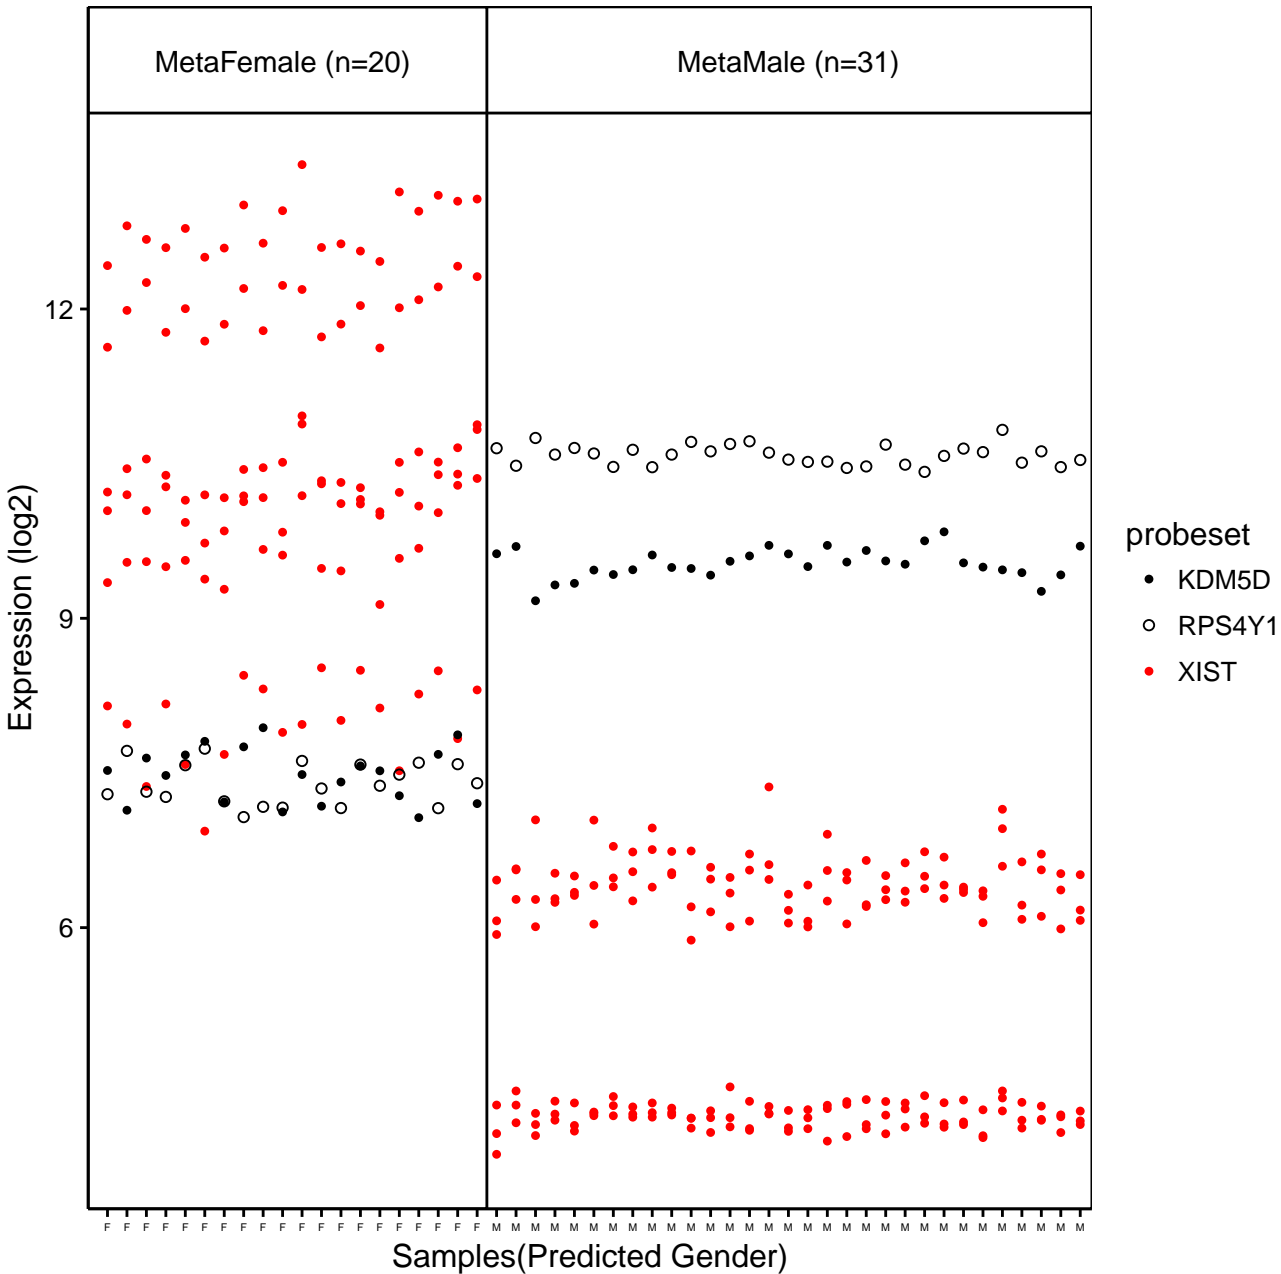 MetaFemale (n=20) MetaMale (n=31)
12
9
6
Expression (log2)
F F F F F F F F F F F F F F F F F F F F M M M M M M M M M M M M M M M M M M M M M M M M M M M M M M M
Samples(Predicted Gender)
probeset
KDM5D
RPS4Y1
XIST